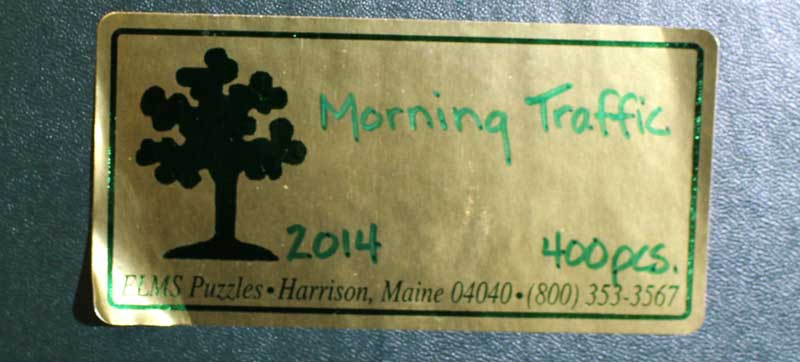 Morning Traffic
2014 400pcs.
ELMS Puzzles • Harrison, Maine 04040 • (800) 353-3567